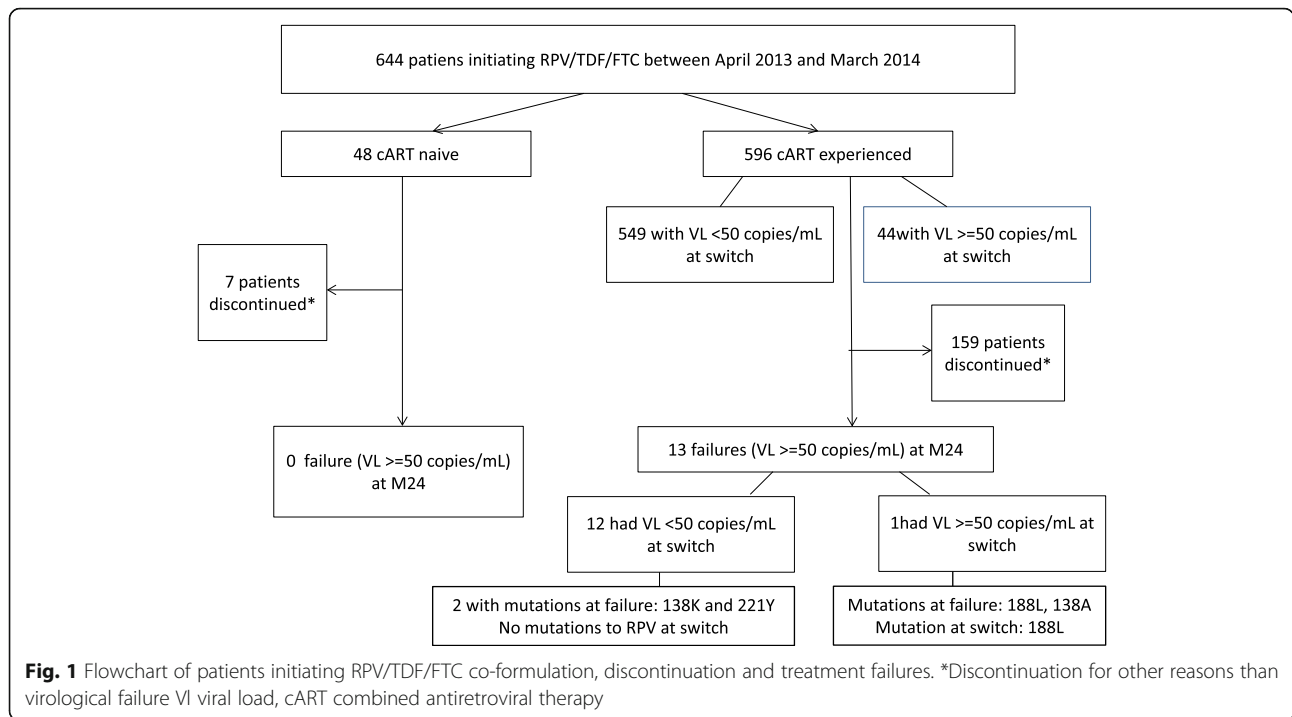 644 patiens initiating RPV/TDF/FTC between April 2013 and March 2014
48 cART naive
596 cART experienced
549 with VL <50 copies/mL
at switch
44with VL >=50 copies/mL
at switch
7 patients
discontinued*
159 patients
discontinued*
0 failure (VL >=50 copies/mL)
at M24
13 failures (VL >=50 copies/mL) at M24
12 had VL <50 copies/mL
at switch
1had VL >=50 copies/mL at
switch
2 with mutations at failure: 138K and 221Y
No mutations to RPV at switch
Mutations at failure: 188L, 138A
Mutation at switch: 188L
Fig. 1 Flowchart of patients initiating RPV/TDF/FTC co-formulation, discontinuation and treatment failures. *Discontinuation for other reasons than
virological failure Vl viral load, cART combined antiretroviral therapy